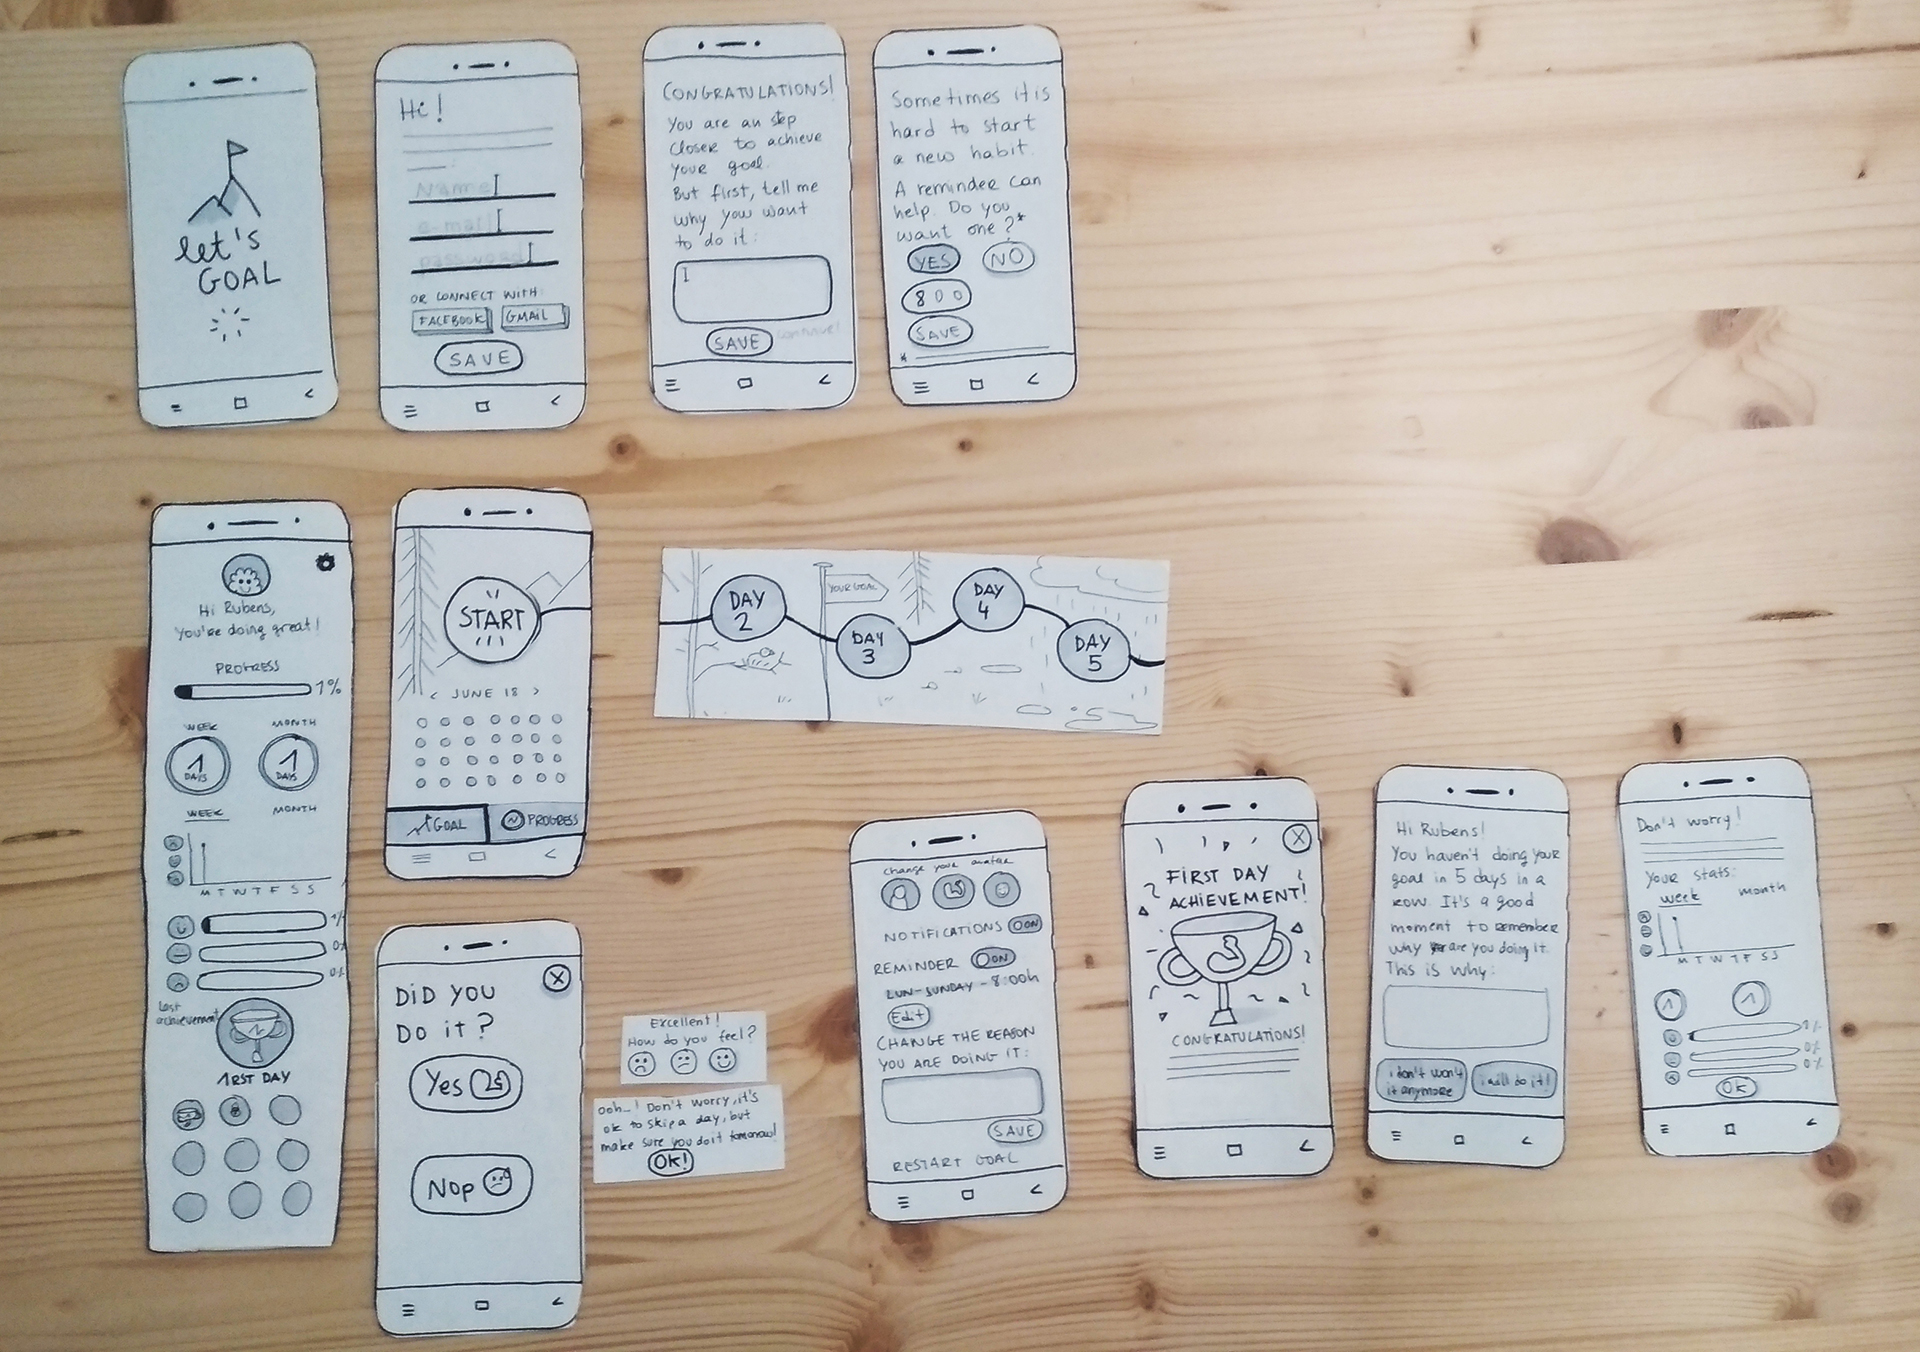 let's
GOAL
Hi!
Name
e-mail
password
OR CONNECT WITH:
FACEBOOK
GMAIL
SAVE
CONGRATULATIONS!
You are an step
closer to achieve
your goal.
But first, tell me
why you want
to do it:
SAVE
continue!
Sometimes it is
hard to start
a new habit.
A reminder can
help. Do you
want one?*
YES
NO
800
SAVE
*
Hi Rubens,
You're doing great!
PROGRESS
1%
WEEK
MONTH
1
DAYS
1
DAYS
WEEK
MONTH
M T W T F S S
1%
0%
0%
Last
achievement
1RST DAY
START
< JUNE 18 >
GOAL
PROGRESS
DAY
2
YOUR GOAL
DAY
3
DAY
4
DAY
5
DID YOU
DO it?
Yes
Nop
Excellent!
How do you feel?
ooh_! Don't worry, it's
ok to skip a day, but
make sure you do it tomorrow!
OK!
change your avatar
NOTIFICATIONS ON
REMINDER ON
LUN-SUNDAY - 8:00h
Edit
CHANGE THE REASON
YOU ARE DOING IT:
SAVE
RESTART GOAL
FIRST DAY
ACHIEVEMENT!
CONGRATULATIONS!
Hi Rubens!
You haven't doing your
goal in 5 days in a
row. It's a good
moment to remember
why are you doing it.
This is why:
i don't want
it anymore
i will do it!
Don't worry!
Your stats:
week
month
M T W T F S S
1
1
1%
0%
0%
OK